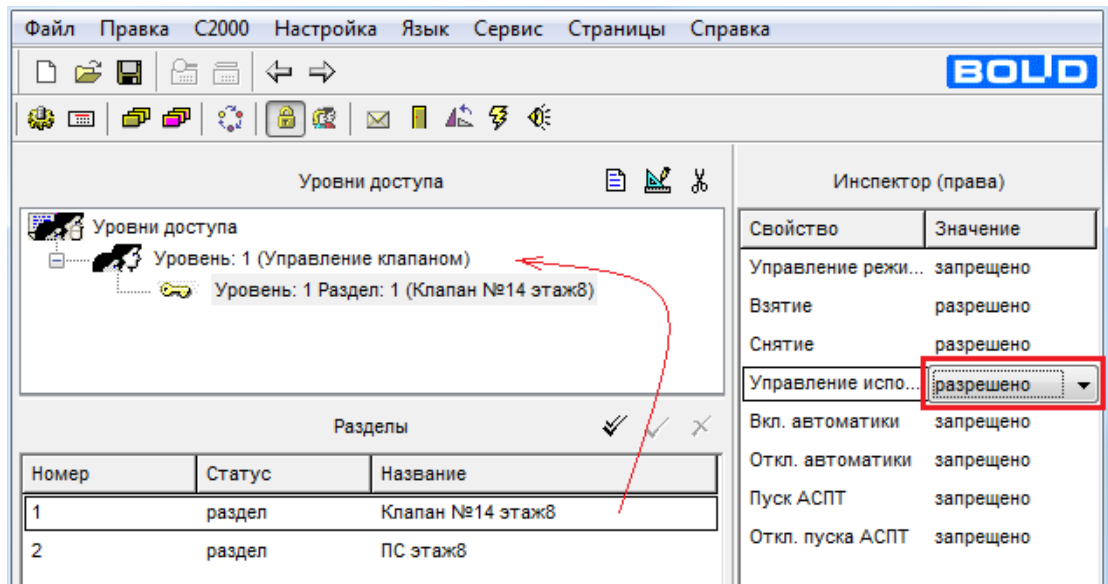 Файл Правка С2000 Настройка Язык Сервис Страницы Справка
BOLID
Уровни доступа
Уровни доступа
Уровень: 1 (Управление клапаном)
Уровень: 1 Раздел: 1 (Клапан №14 этаж8)
Разделы
Номер Статус Название
1 раздел Клапан №14 этаж8
2 раздел ПС этаж8
Инспектор (права)
Свойство Значение
Управление режи... запрещено
Взятие разрешено
Снятие разрешено
Управление испо... разрешено
Вкл. автоматики запрещено
Откл. автоматики запрещено
Пуск АСПТ запрещено
Откл. пуска АСПТ запрещено